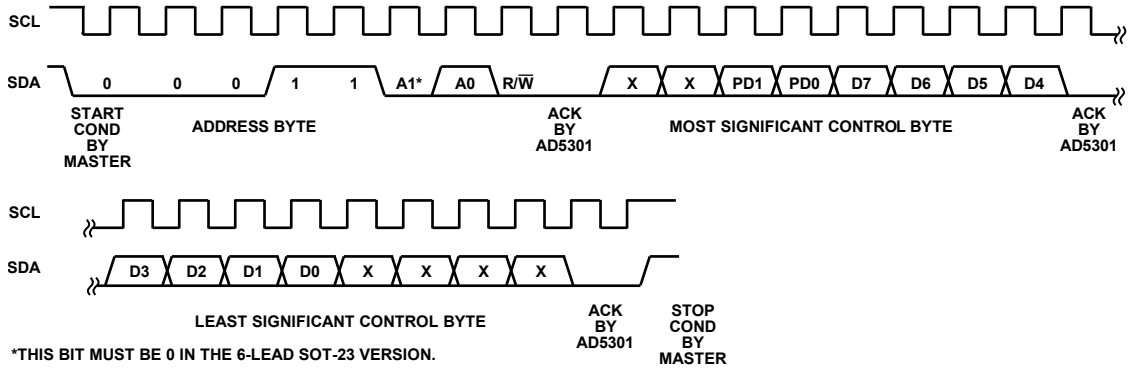 SCL
SDA 0 0 0 1 1 A1* A0 R/W̅ X X PD1 PD0 D7 D6 D5 D4
START
COND
BY
MASTER
ADDRESS BYTE
ACK
BY
AD5301
MOST SIGNIFICANT CONTROL BYTE
ACK
BY
AD5301
SCL
SDA D3 D2 D1 D0 X X X X
LEAST SIGNIFICANT CONTROL BYTE
ACK
BY
AD5301
STOP
COND
BY
MASTER
*THIS BIT MUST BE 0 IN THE 6-LEAD SOT-23 VERSION.